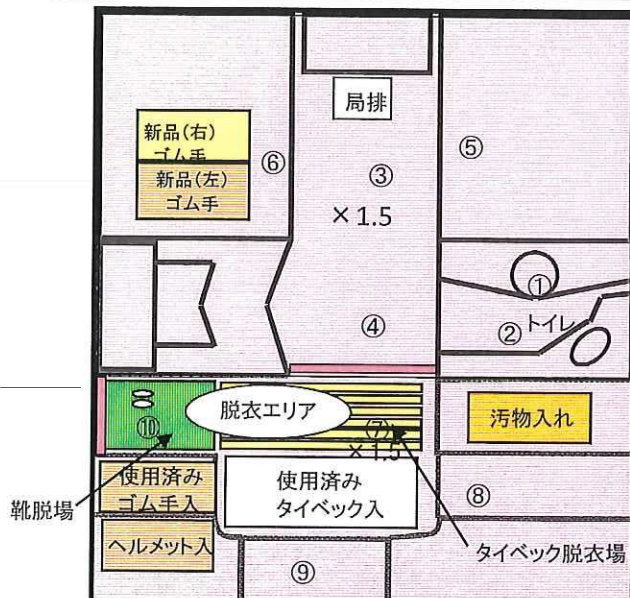 局排
新品(右)
ゴム手
新品(左)
ゴム手
⑥
③
×1.5
⑤
①
④
②
トイレ
⑩
脱衣エリア
⑦
×1.5
汚物入れ
使用済み
ゴム手入
使用済み
タイベック入
⑧
靴脱場
ヘルメット入
タイベック脱衣場
⑨